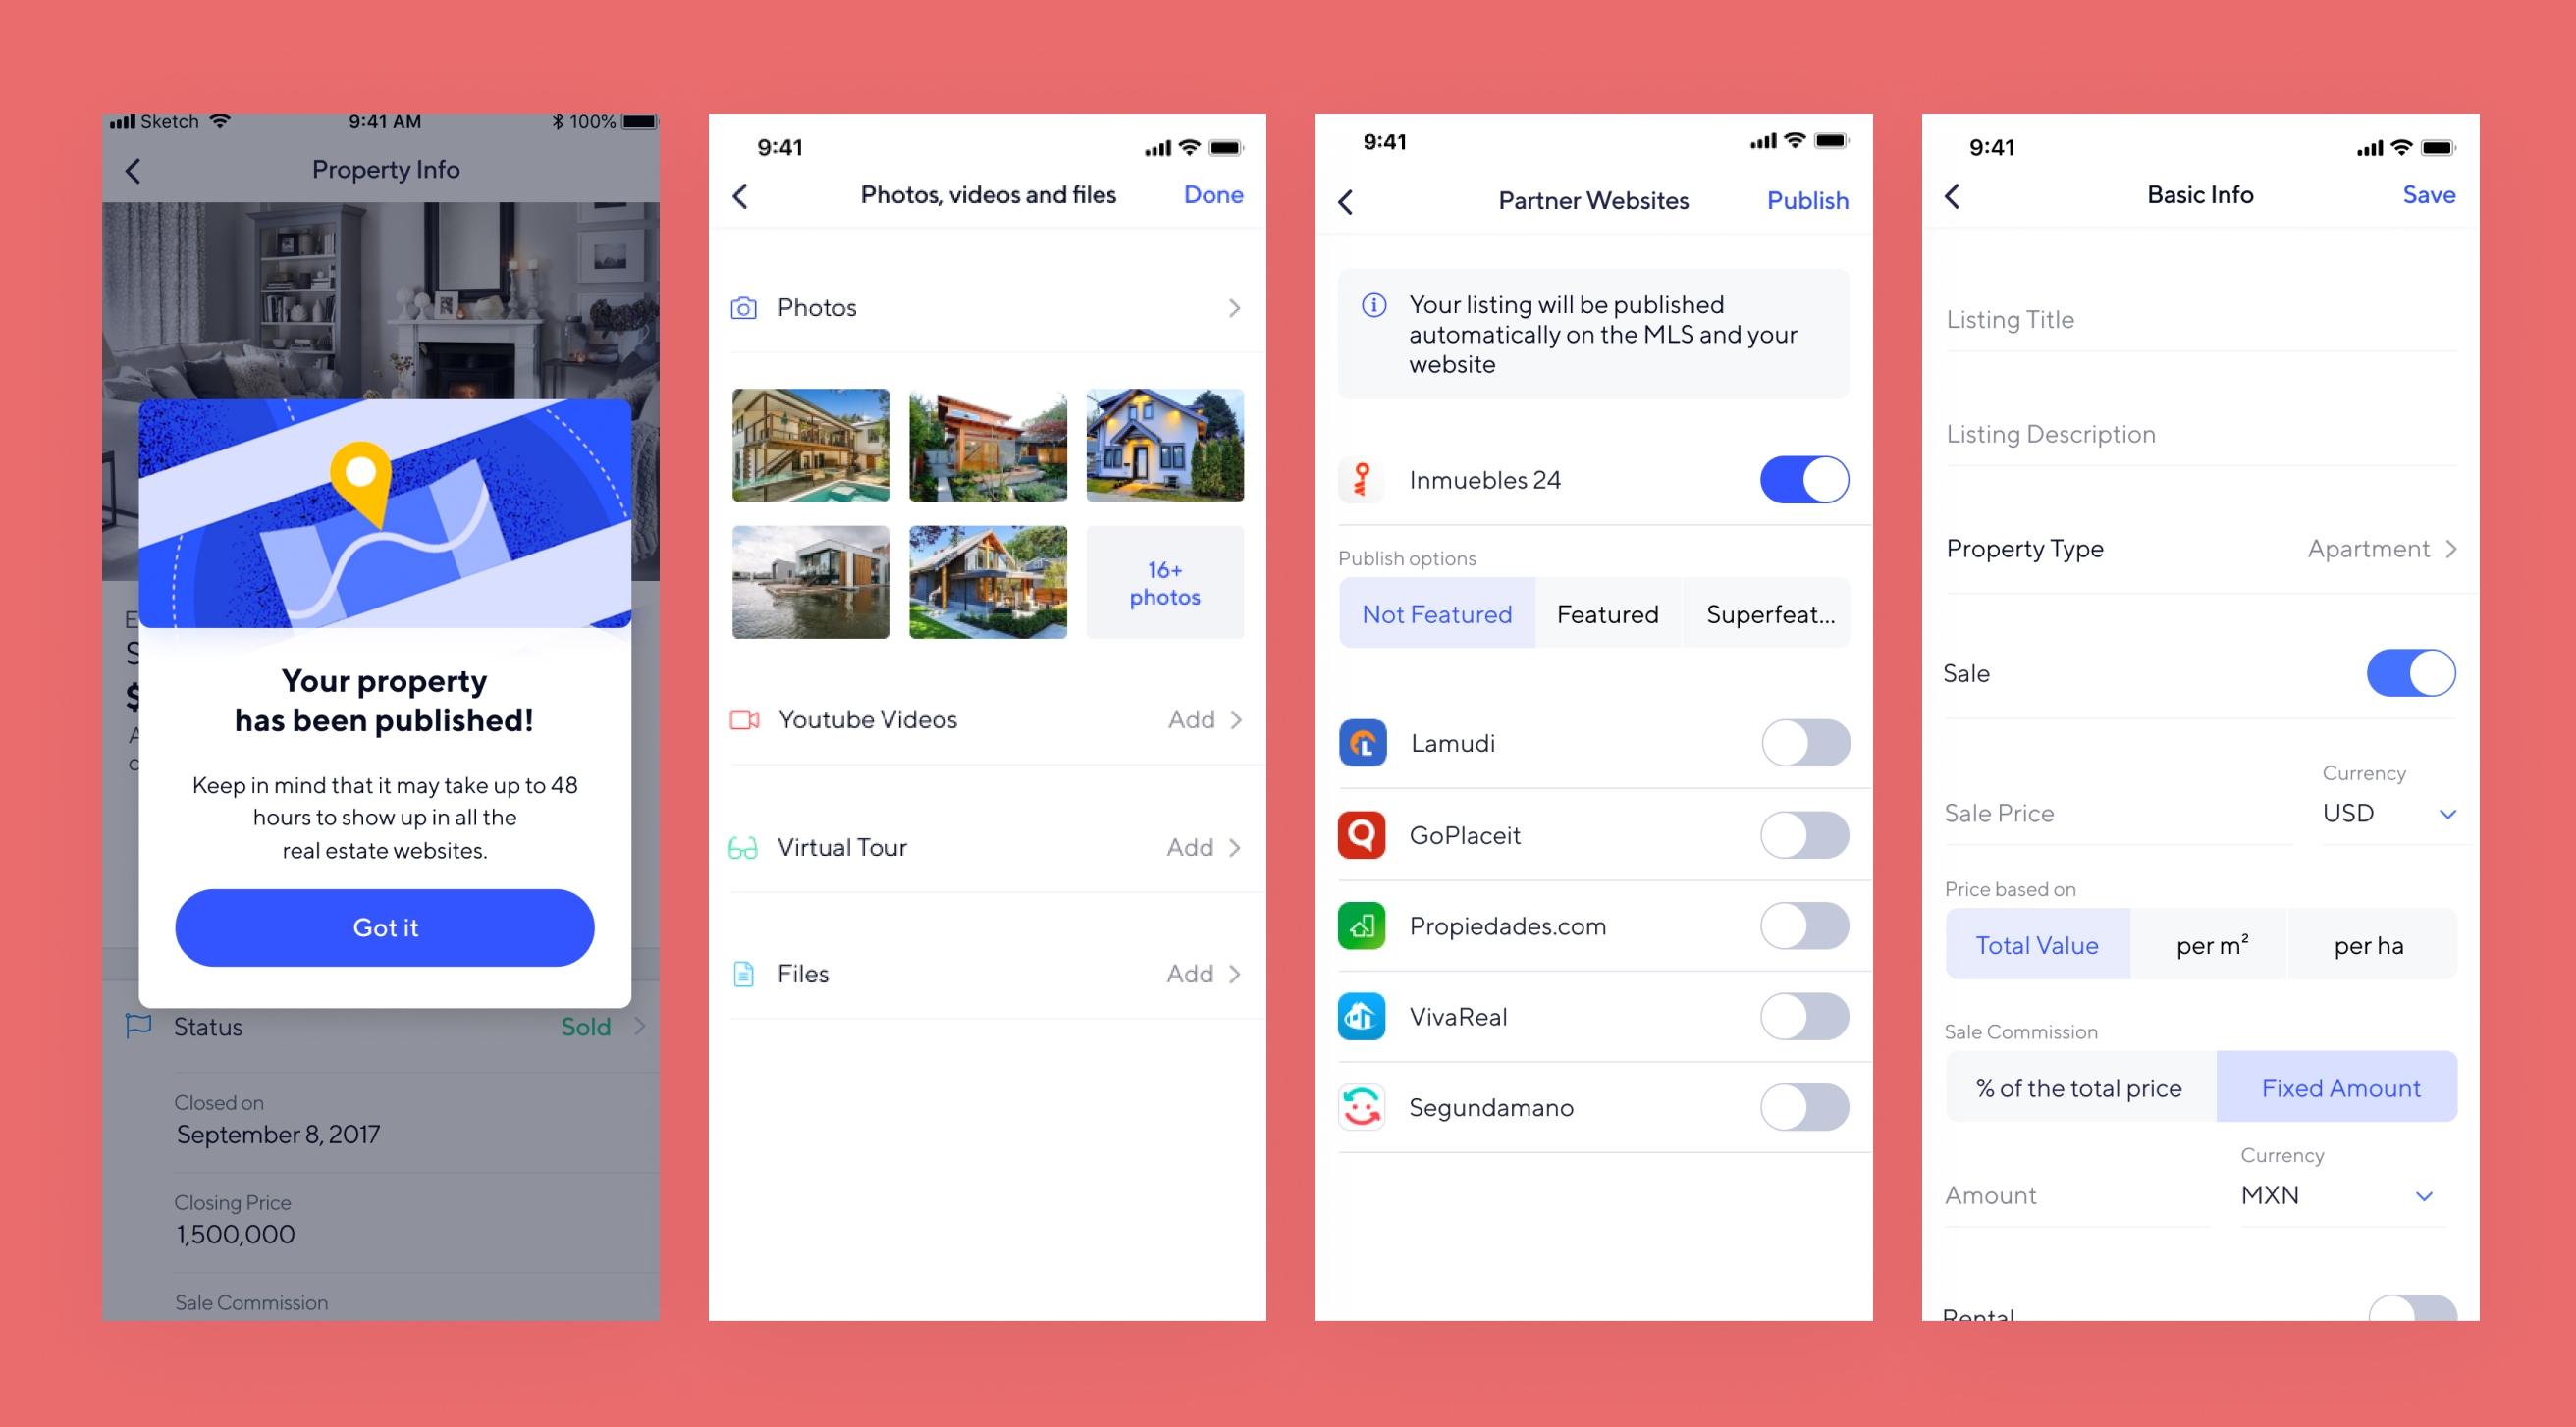 Sketch
9:41 AM
100%
Property Info
Your property
has been published!
Keep in mind that it may take up to 48
hours to show up in all the
real estate websites.
Got it
Status
Sold
Closed on
September 8, 2017
Closing Price
1,500,000
Sale Commission
9:41
Photos, videos and files
Done
Photos
16+
photos
Youtube Videos
Add
Virtual Tour
Add
Files
Add
9:41
Partner Websites
Publish
Your listing will be published
automatically on the MLS and your
website
Inmuebles 24
Publish options
Not Featured
Featured
Superfeat...
Lamudi
GoPlaceit
Propiedades.com
VivaReal
Segundamano
9:41
Basic Info
Save
Listing Title
Listing Description
Property Type
Apartment
Sale
Currency
Sale Price
USD
Price based on
Total Value
per m²
per ha
Sale Commission
% of the total price
Fixed Amount
Currency
Amount
MXN
Rental